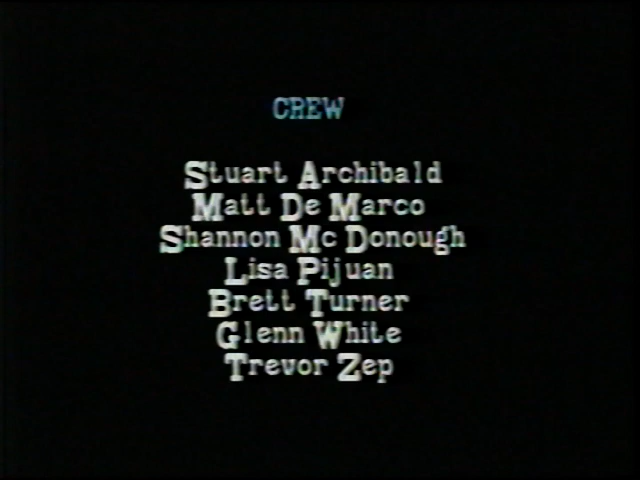 CREW
Stuart Archibald
Matt De Marco
Shannon Mc Donough
Lisa Pijuan
Brett Turner
Glenn White
Trevor Zep